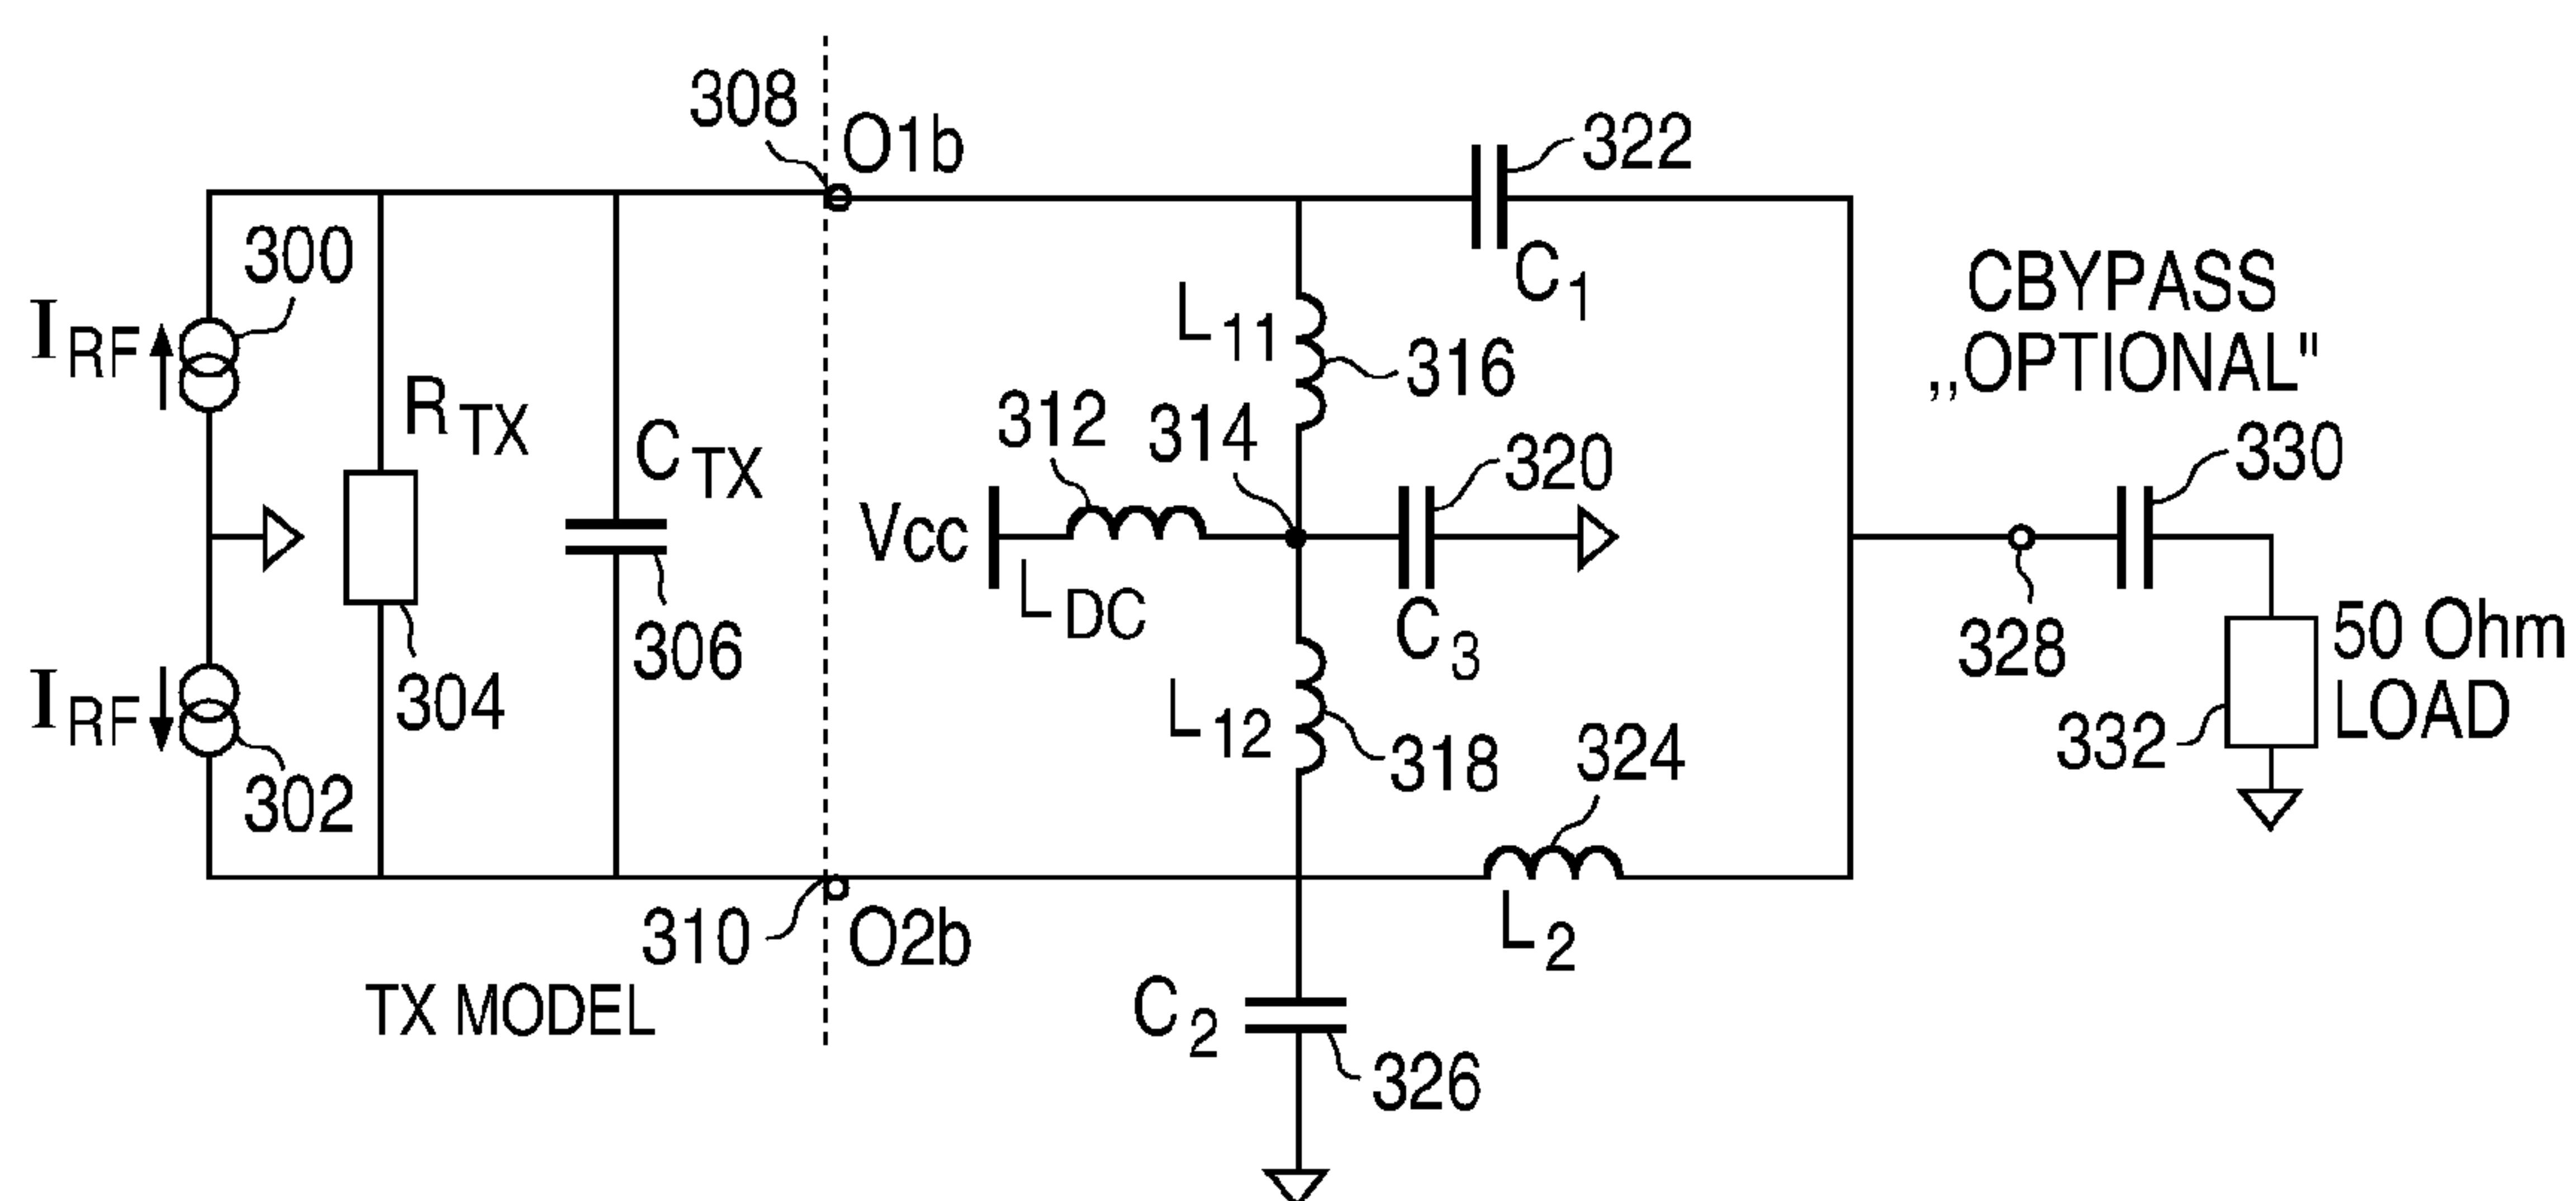 308
O1b
322
C1
300
IRF
RTX
CTX
L11
316
CBYPASS
„OPTIONAL"
312
314
320
330
Vcc
LDC
C3
306
304
IRF
302
L12
318
324
328
50 Ohm
LOAD
332
310
O2b
L2
TX MODEL
C2
326